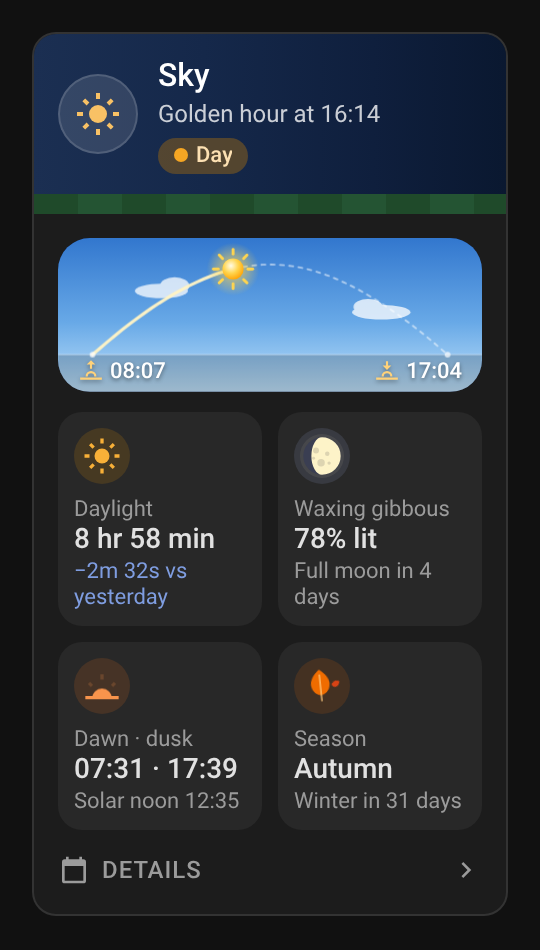 Sky
Golden hour at 16:14
Day
08:07
17:04
Daylight
8 hr 58 min
−2m 32s vs
yesterday
Waxing gibbous
78% lit
Full moon in 4
days
Dawn · dusk
07:31 · 17:39
Solar noon 12:35
Season
Autumn
Winter in 31 days
DETAILS